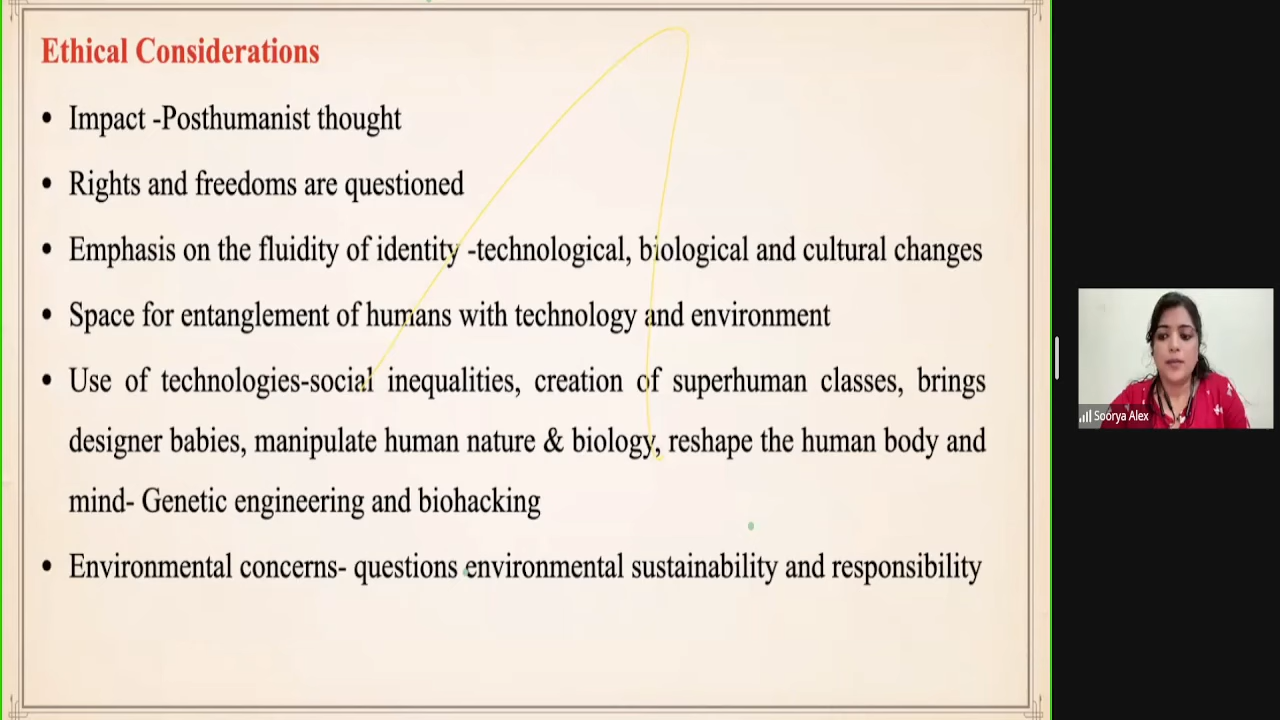 Ethical Considerations
• Impact -Posthumanist thought
• Rights and freedoms are questioned
• Emphasis on the fluidity of identity -technological, biological and cultural changes
• Space for entanglement of humans with technology and environment
• Use of technologies-social inequalities, creation of superhuman classes, brings
designer babies, manipulate human nature & biology, reshape the human body and
mind- Genetic engineering and biohacking
• Environmental concerns- questions environmental sustainability and responsibility
Soorya Alex